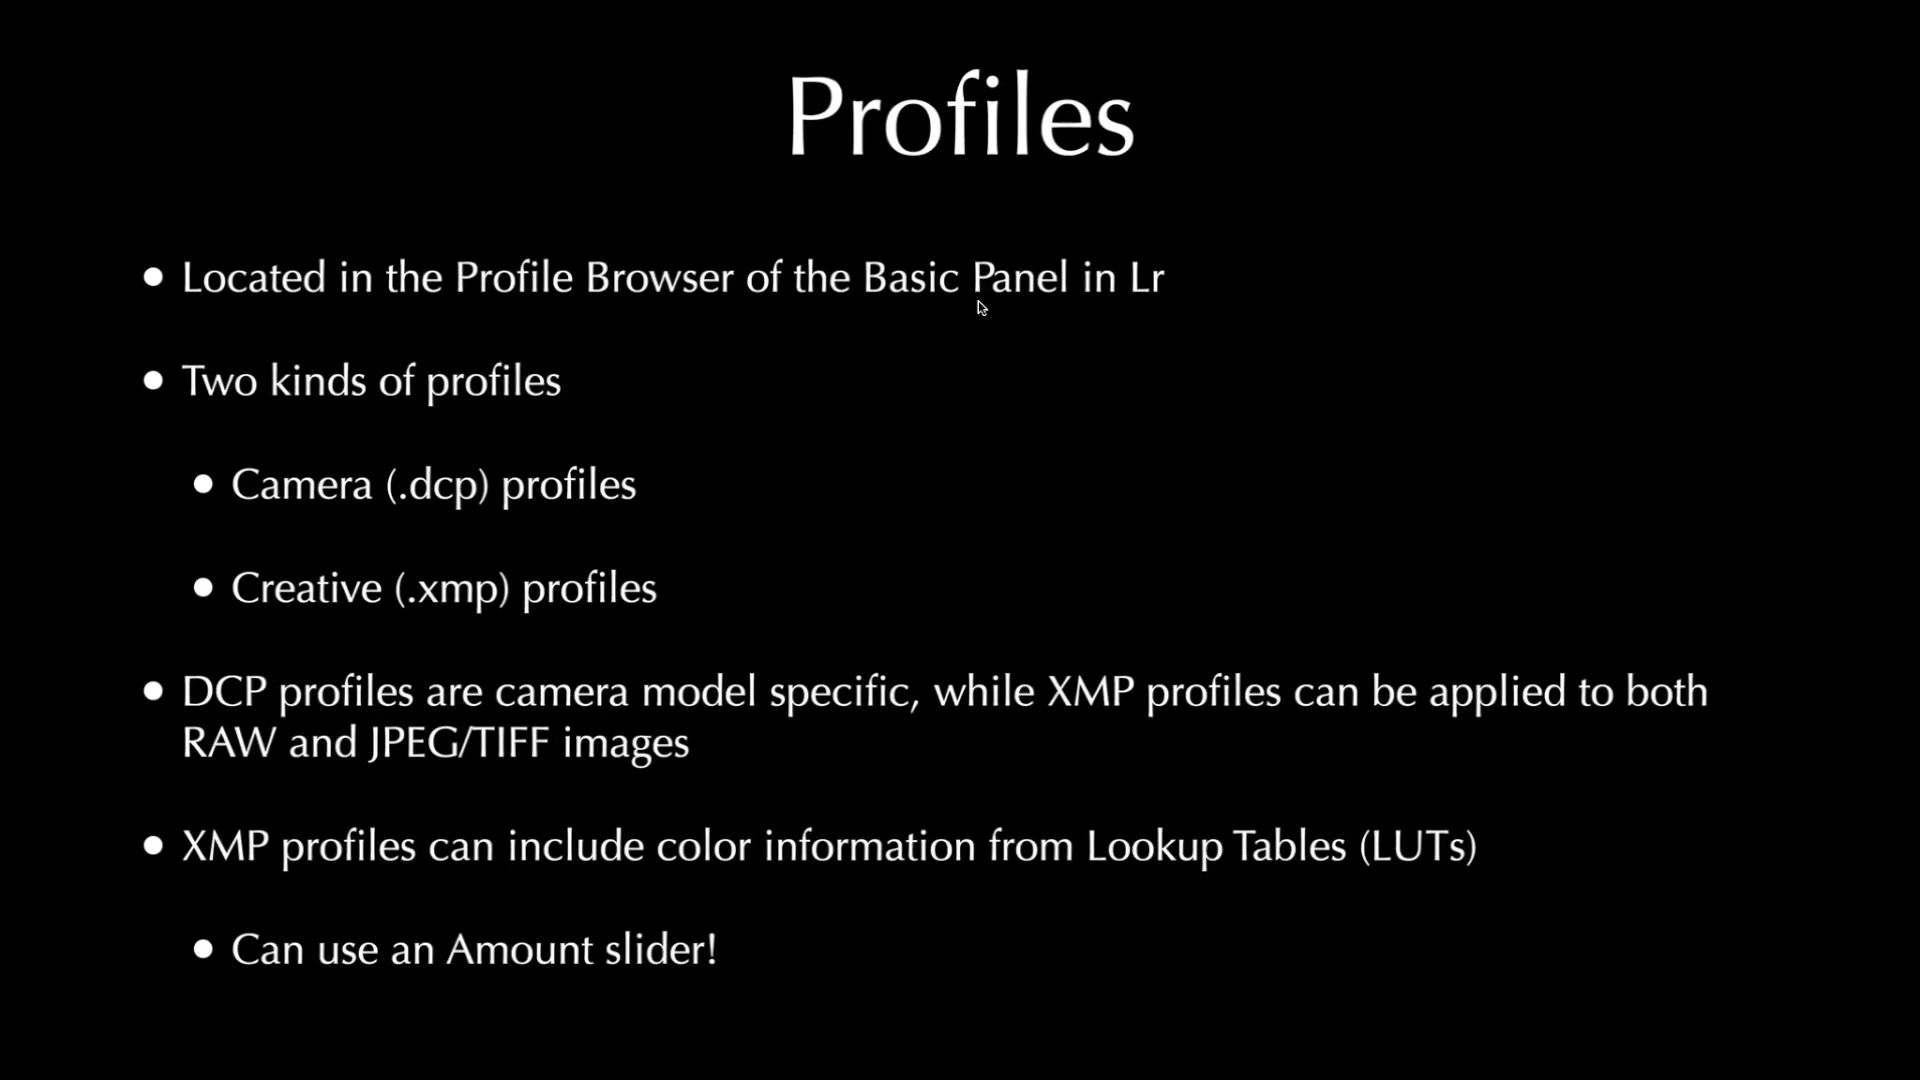 Profiles
• Located in the Profile Browser of the Basic Panel in Lr
• Two kinds of profiles
• Camera (.dcp) profiles
• Creative (.xmp) profiles
• DCP profiles are camera model specific, while XMP profiles can be applied to both
RAW and JPEG/TIFF images
• XMP profiles can include color information from Lookup Tables (LUTs)
• Can use an Amount slider!